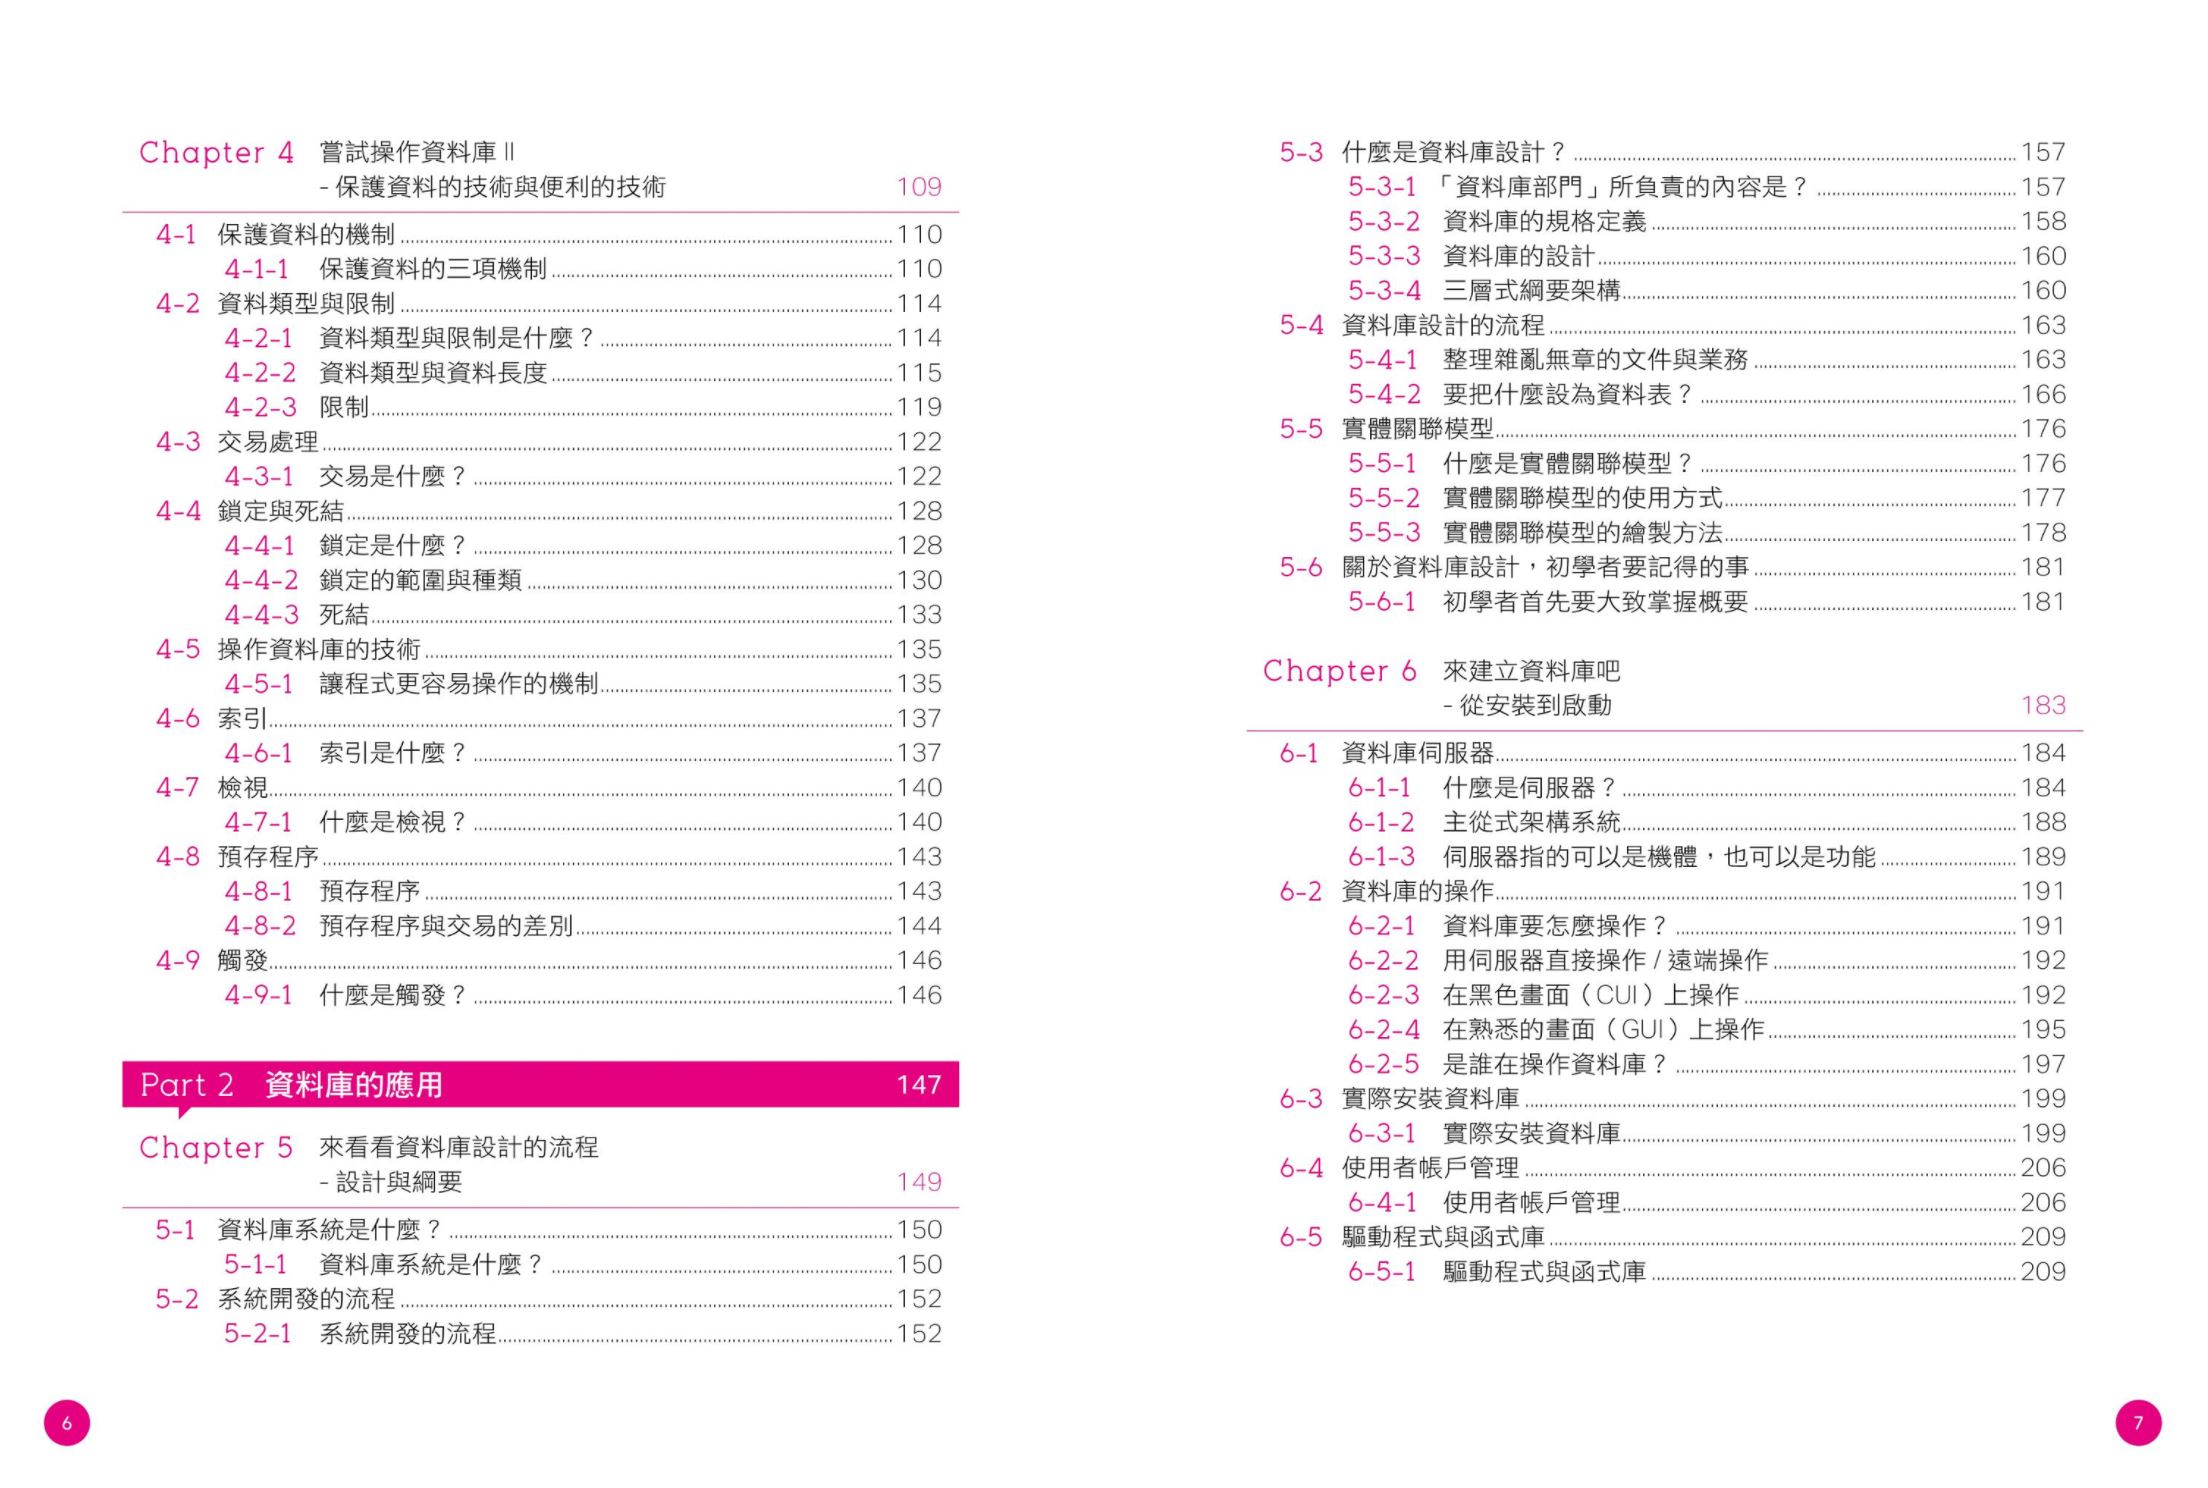 Chapter 4 嘗試操作資料庫 II
- 保護資料的技術與便利的技術 109
4-1 保護資料的機制 110
4-1-1 保護資料的三項機制 110
4-2 資料類型與限制 114
4-2-1 資料類型與限制是什麼？ 114
4-2-2 資料類型與資料長度 115
4-2-3 限制 119
4-3 交易處理 122
4-3-1 交易是什麼？ 122
4-4 鎖定與死結 128
4-4-1 鎖定是什麼？ 128
4-4-2 鎖定的範圍與種類 130
4-4-3 死結 133
4-5 操作資料庫的技術 135
4-5-1 讓程式更容易操作的機制 135
4-6 索引 137
4-6-1 索引是什麼？ 137
4-7 檢視 140
4-7-1 什麼是檢視？ 140
4-8 預存程序 143
4-8-1 預存程序 143
4-8-2 預存程序與交易的差別 144
4-9 觸發 146
4-9-1 什麼是觸發？ 146
Part 2 資料庫的應用 147
Chapter 5 來看看資料庫設計的流程
- 設計與綱要 149
5-1 資料庫系統是什麼？ 150
5-1-1 資料庫系統是什麼？ 150
5-2 系統開發的流程 152
5-2-1 系統開發的流程 152
6
5-3 什麼是資料庫設計？ 157
5-3-1 「資料庫部門」所負責的內容是？ 157
5-3-2 資料庫的規格定義 158
5-3-3 資料庫的設計 160
5-3-4 三層式綱要架構 160
5-4 資料庫設計的流程 163
5-4-1 整理雜亂無章的文件與業務 163
5-4-2 要把什麼設為資料表？ 166
5-5 實體關聯模型 176
5-5-1 什麼是實體關聯模型？ 176
5-5-2 實體關聯模型的使用方式 177
5-5-3 實體關聯模型的繪製方法 178
5-6 關於資料庫設計，初學者要記得的事 181
5-6-1 初學者首先要大致掌握概要 181
Chapter 6 來建立資料庫吧
- 從安裝到啟動 183
6-1 資料庫伺服器 184
6-1-1 什麼是伺服器？ 184
6-1-2 主從式架構系統 188
6-1-3 伺服器指的可以是機體，也可以是功能 189
6-2 資料庫的操作 191
6-2-1 資料庫要怎麼操作？ 191
6-2-2 用伺服器直接操作 / 遠端操作 192
6-2-3 在黑色畫面（CUI）上操作 192
6-2-4 在熟悉的畫面（GUI）上操作 195
6-2-5 是誰在操作資料庫？ 197
6-3 實際安裝資料庫 199
6-3-1 實際安裝資料庫 199
6-4 使用者帳戶管理 206
6-4-1 使用者帳戶管理 206
6-5 驅動程式與函式庫 209
6-5-1 驅動程式與函式庫 209
7